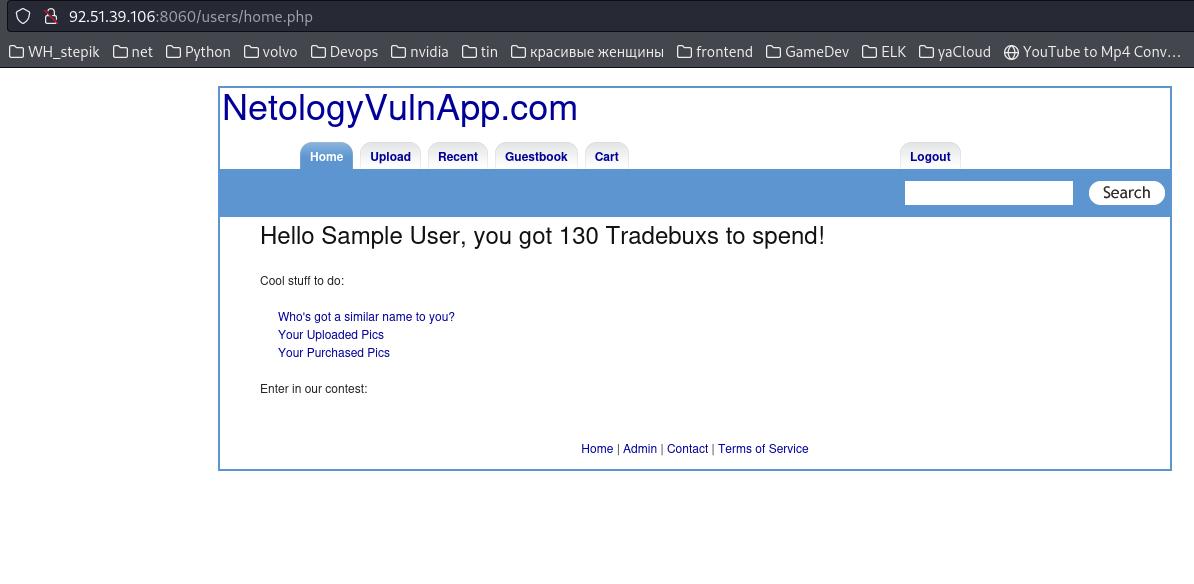 92.51.39.106:8060/users/home.php
WH_stepik net Python volvo Devops nvidia tin красивые женщины frontend GameDev ELK yaCloud YouTube to Mp4 Conv…
NetologyVulnApp.com
Home Upload Recent Guestbook Cart Logout
Search
Hello Sample User, you got 130 Tradebuxs to spend!
Cool stuff to do:
Who's got a similar name to you?
Your Uploaded Pics
Your Purchased Pics
Enter in our contest:
Home | Admin | Contact | Terms of Service